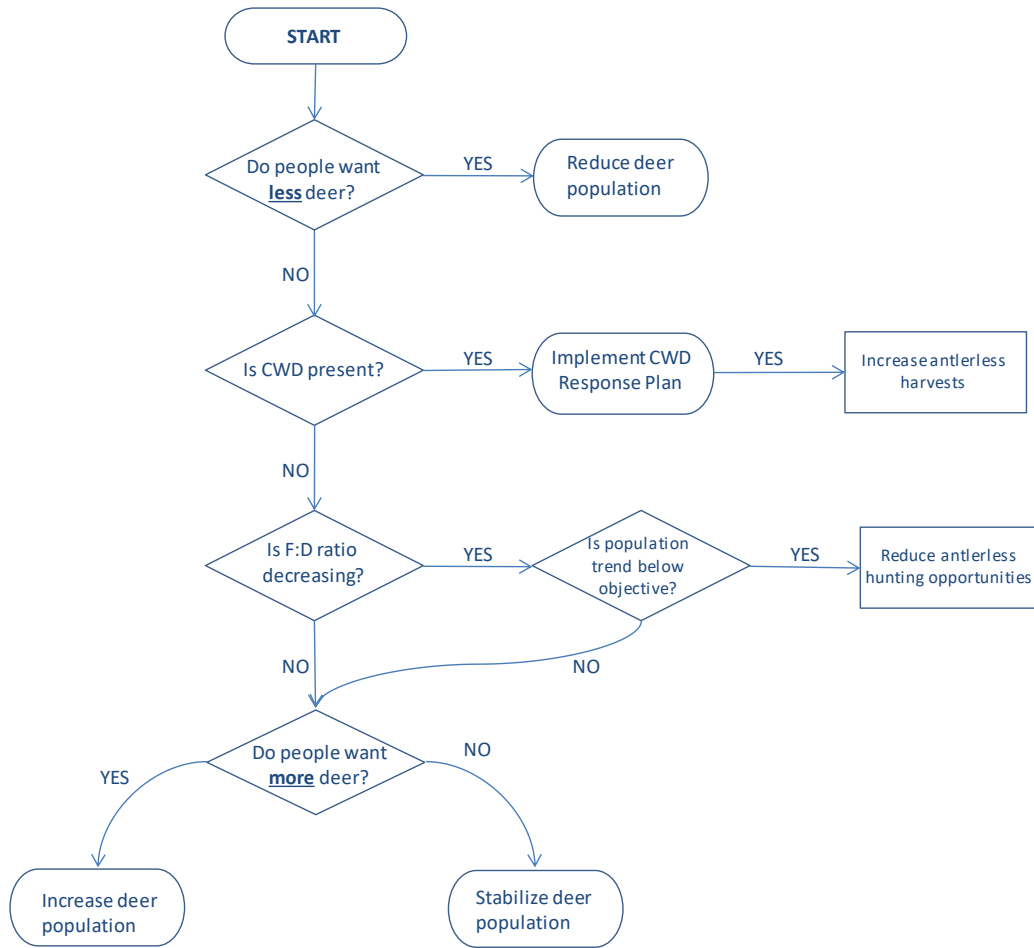 START
Do people want
less deer?
YES
Reduce deer
population
NO
Is CWD present?
YES
Implement CWD
Response Plan
YES
Increase antlerless
harvests
NO
Is F:D ratio
decreasing?
YES
Is population
trend below
objective?
YES
Reduce antlerless
hunting opportunities
NO
NO
Do people want
more deer?
YES
NO
Increase deer
population
Stabilize deer
population